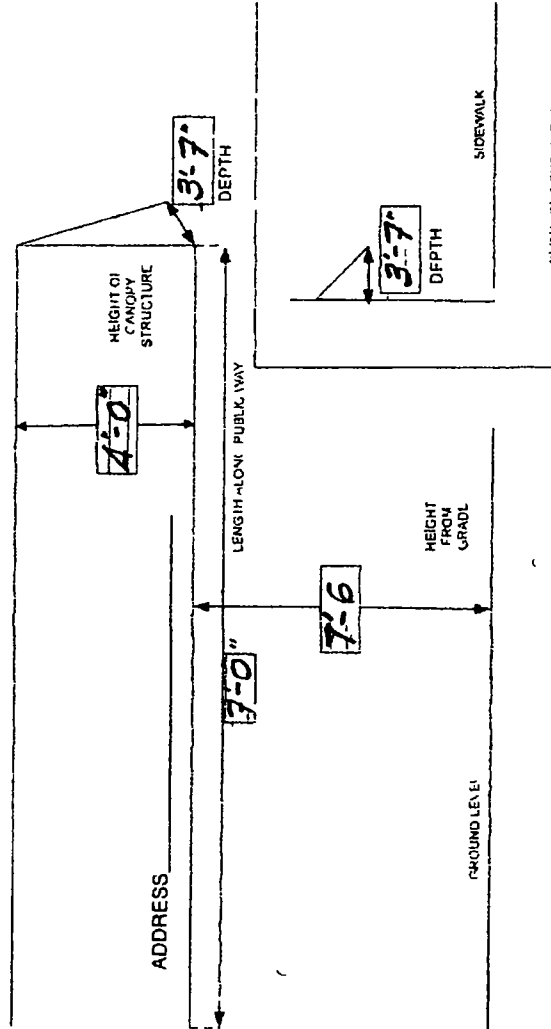 3'-7"
DEPTH
HEIGHT OF
CANOPY
STRUCTURE
4'-0"
ADDRESS
LENGTH ALONG PUBLIC WAY
7'-0"
7'-6
HEIGHT
FROM
GRADE
GROUND LEVEL
3'-7"
DEPTH
SIDEWALK